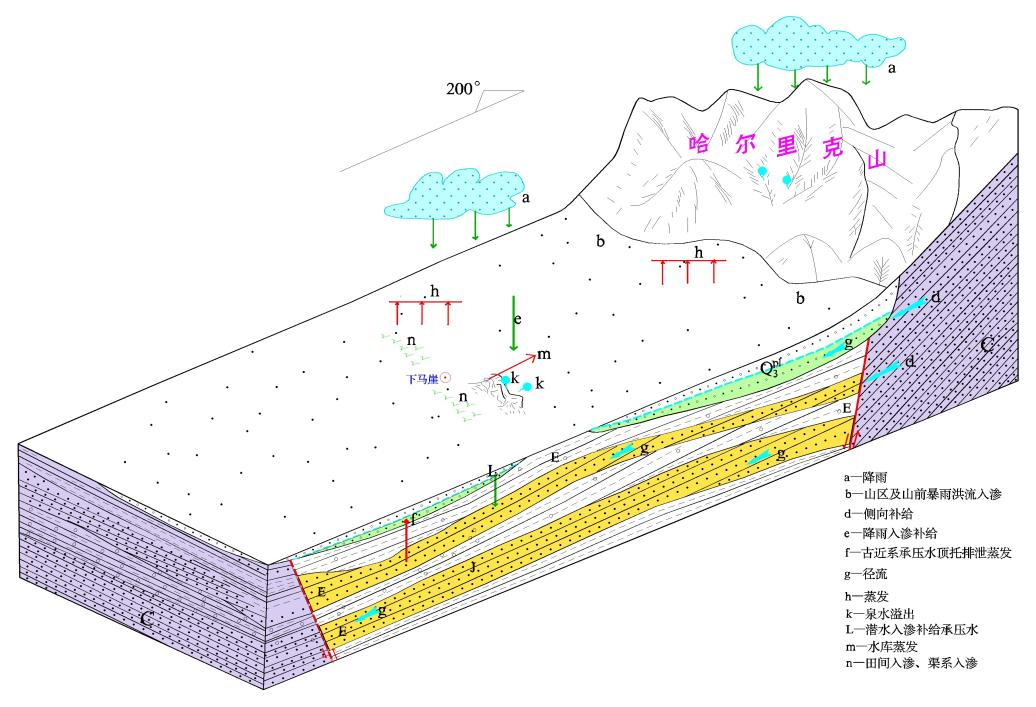 a
200°
哈尔里克山
a
b
h
h
b
d
e
n
g
C
m
Q₃ᵖˡ
d
下马崖
k
k
n
E
L
E
g
g
f
J
E
g
C
E
a—降雨
b—山区及山前暴雨洪流入渗
d—侧向补给
e—降雨入渗补给
f—古近系承压水顶托排泄蒸发
g—径流
h—蒸发
k—泉水溢出
L—潜水入渗补给承压水
m—水库蒸发
n—田间入渗、渠系入渗